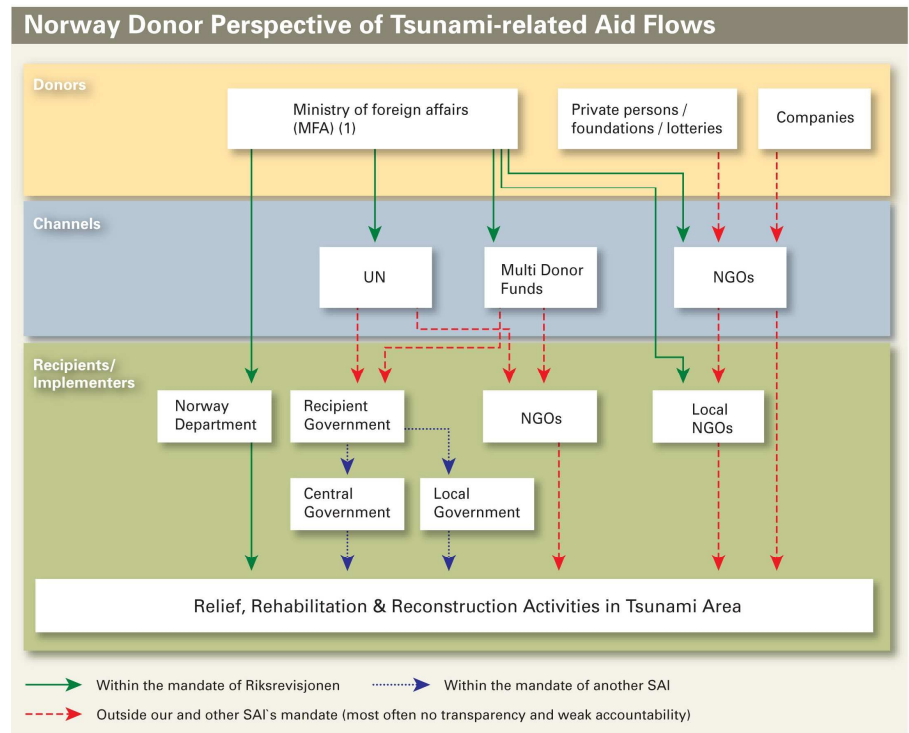 Norway Donor Perspective of Tsunami-related Aid Flows
Donors
Ministry of foreign affairs
(MFA) (1)
Private persons /
foundations / lotteries
Companies
Channels
UN
Multi Donor
Funds
NGOs
Recipients/
Implementers
Norway
Department
Recipient
Government
NGOs
Local
NGOs
Central
Government
Local
Government
Relief, Rehabilitation & Reconstruction Activities in Tsunami Area
Within the mandate of Riksrevisjonen
Within the mandate of another SAI
Outside our and other SAI`s mandate (most often no transparency and weak accountability)